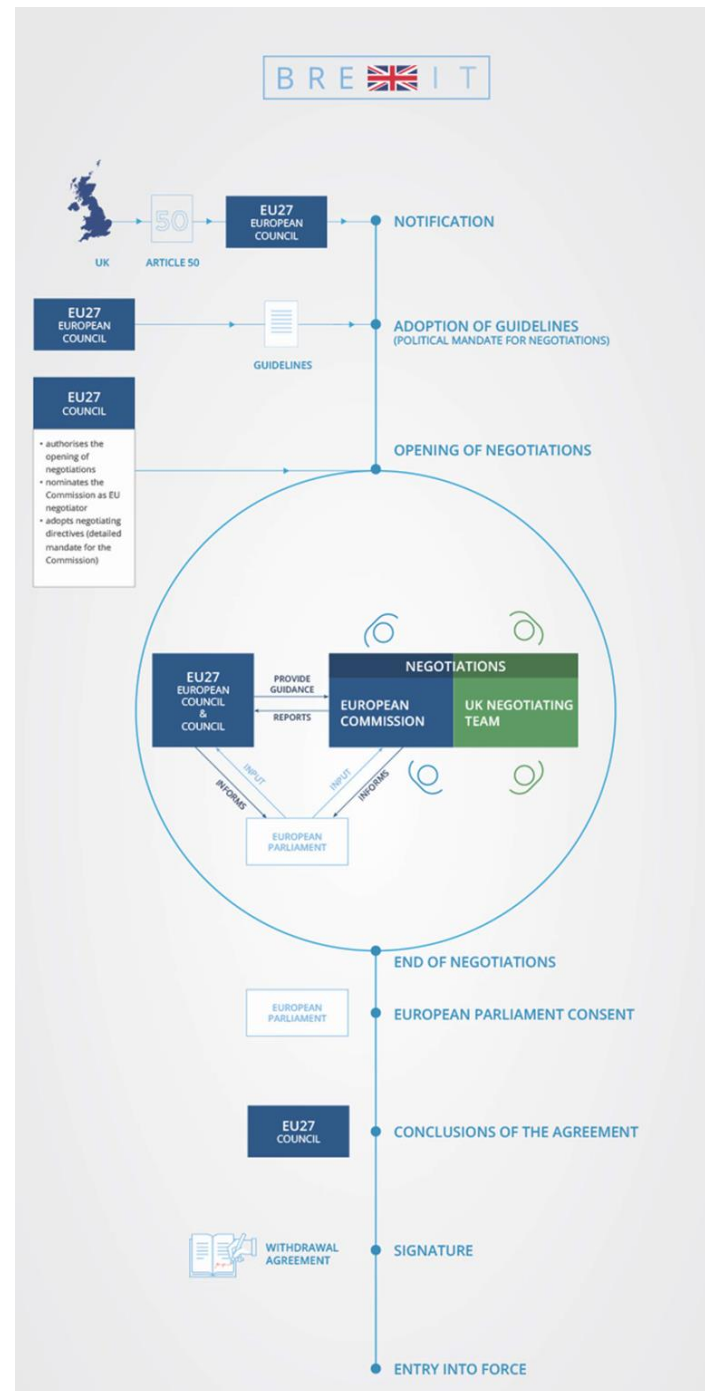 BREXIT
50
EU27
EUROPEAN
COUNCIL
NOTIFICATION
UK
ARTICLE 50
EU27
EUROPEAN
COUNCIL
GUIDELINES
ADOPTION OF GUIDELINES
(POLITICAL MANDATE FOR NEGOTIATIONS)
EU27
COUNCIL
• authorises the
opening of
negotiations
• nominates the
Commission as EU
negotiator
• adopts negotiating
directives (detailed
mandate for the
Commission)
OPENING OF NEGOTIATIONS
EU27
EUROPEAN
COUNCIL
&
COUNCIL
PROVIDE
GUIDANCE
REPORTS
NEGOTIATIONS
EUROPEAN
COMMISSION
UK NEGOTIATING
TEAM
INPUT
INFORMS
INPUT
INFORMS
EUROPEAN
PARLIAMENT
END OF NEGOTIATIONS
EUROPEAN
PARLIAMENT
EUROPEAN PARLIAMENT CONSENT
EU27
COUNCIL
CONCLUSIONS OF THE AGREEMENT
WITHDRAWAL
AGREEMENT
SIGNATURE
ENTRY INTO FORCE